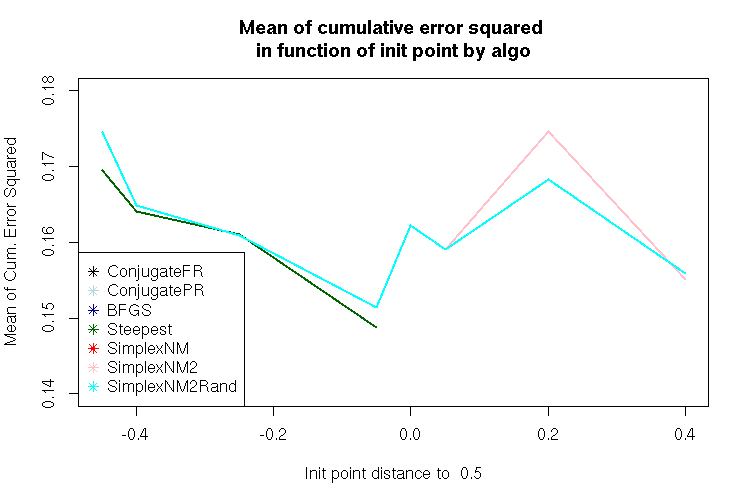 Mean of cumulative error squared
in function of init point by algo
Mean of Cum. Error Squared
0.18
0.17
0.16
0.15
0.14
ConjugateFR
ConjugatePR
BFGS
Steepest
SimplexNM
SimplexNM2
SimplexNM2Rand
-0.4 -0.2 0.0 0.2 0.4
Init point distance to 0.5